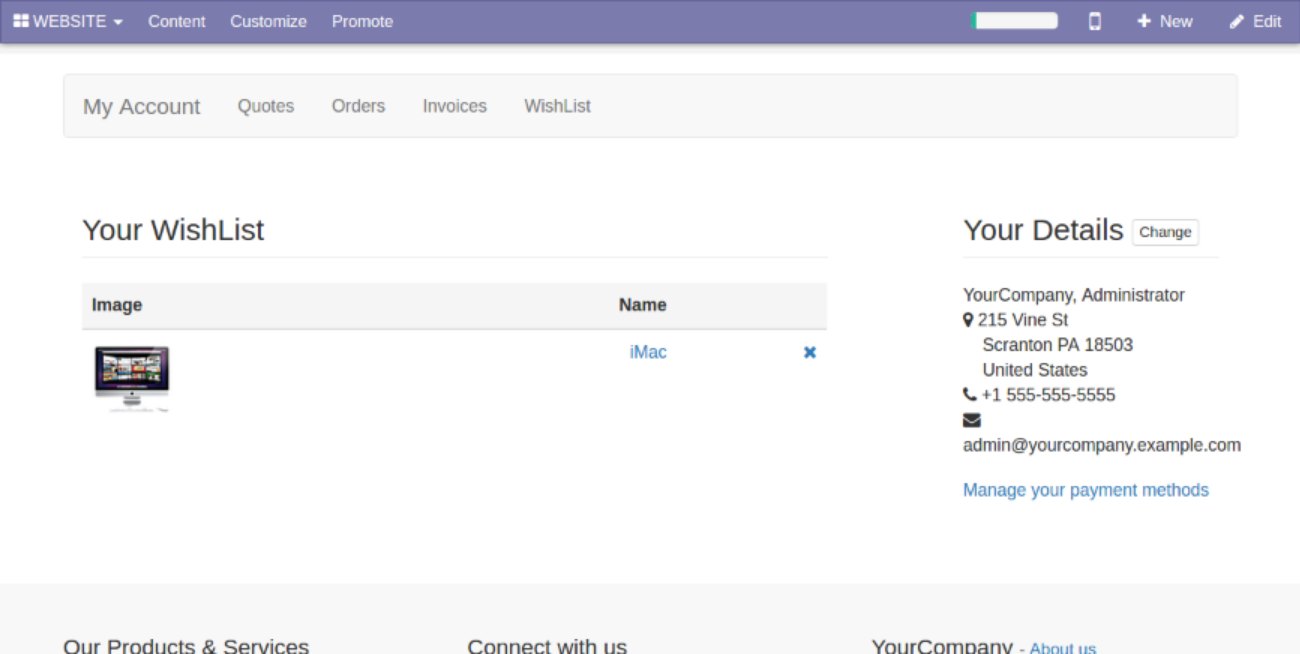 WEBSITE Content Customize Promote New Edit
My Account Quotes Orders Invoices WishList
Your WishList
Image Name
iMac
Your Details Change
YourCompany, Administrator
215 Vine St
Scranton PA 18503
United States
+1 555-555-5555
admin@yourcompany.example.com
Manage your payment methods
Our Products & Services Connect with us YourCompany - About us